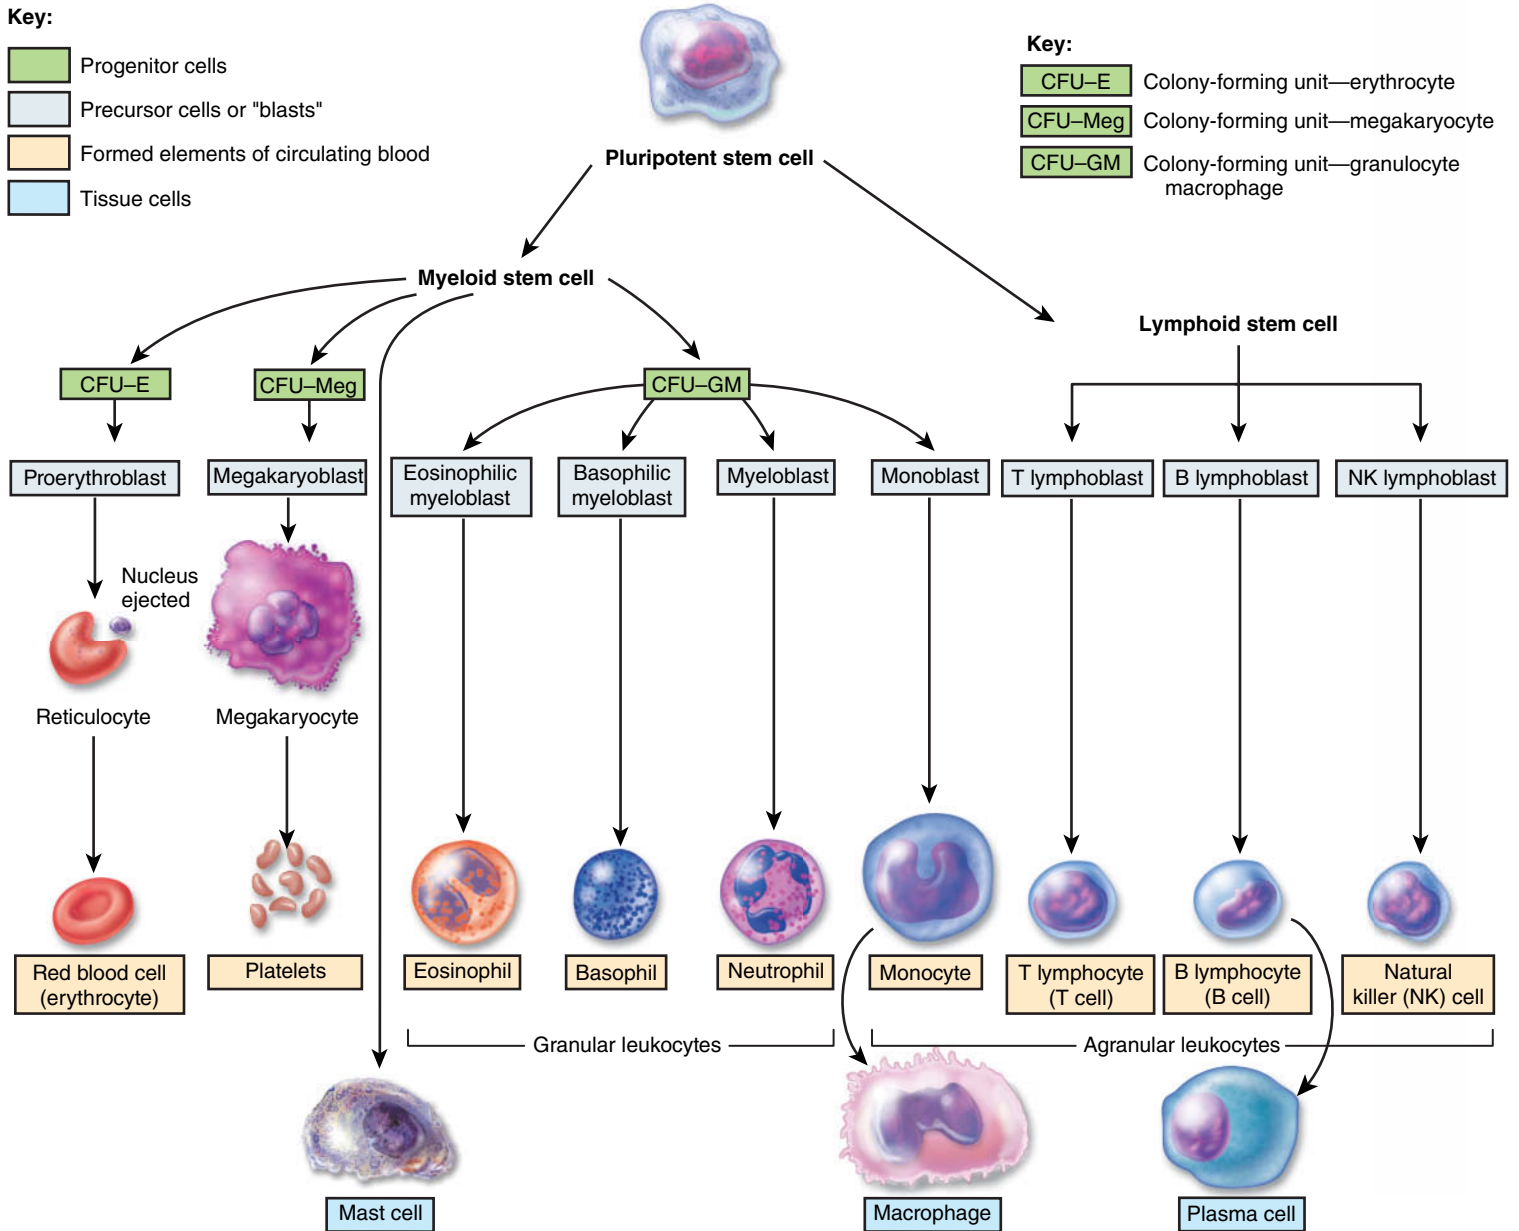 Key:
Progenitor cells
Precursor cells or "blasts"
Formed elements of circulating blood
Tissue cells
Key:
CFU–E Colony-forming unit—erythrocyte
CFU–Meg Colony-forming unit—megakaryocyte
CFU–GM Colony-forming unit—granulocyte
macrophage
Pluripotent stem cell
Myeloid stem cell
Lymphoid stem cell
CFU–E
CFU–Meg
CFU–GM
Proerythroblast
Megakaryoblast
Eosinophilic
myeloblast
Basophilic
myeloblast
Myeloblast
Monoblast
T lymphoblast
B lymphoblast
NK lymphoblast
Nucleus
ejected
Reticulocyte
Megakaryocyte
Red blood cell
(erythrocyte)
Platelets
Eosinophil
Basophil
Neutrophil
Monocyte
T lymphocyte
(T cell)
B lymphocyte
(B cell)
Natural
killer (NK) cell
Granular leukocytes
Agranular leukocytes
Mast cell
Macrophage
Plasma cell